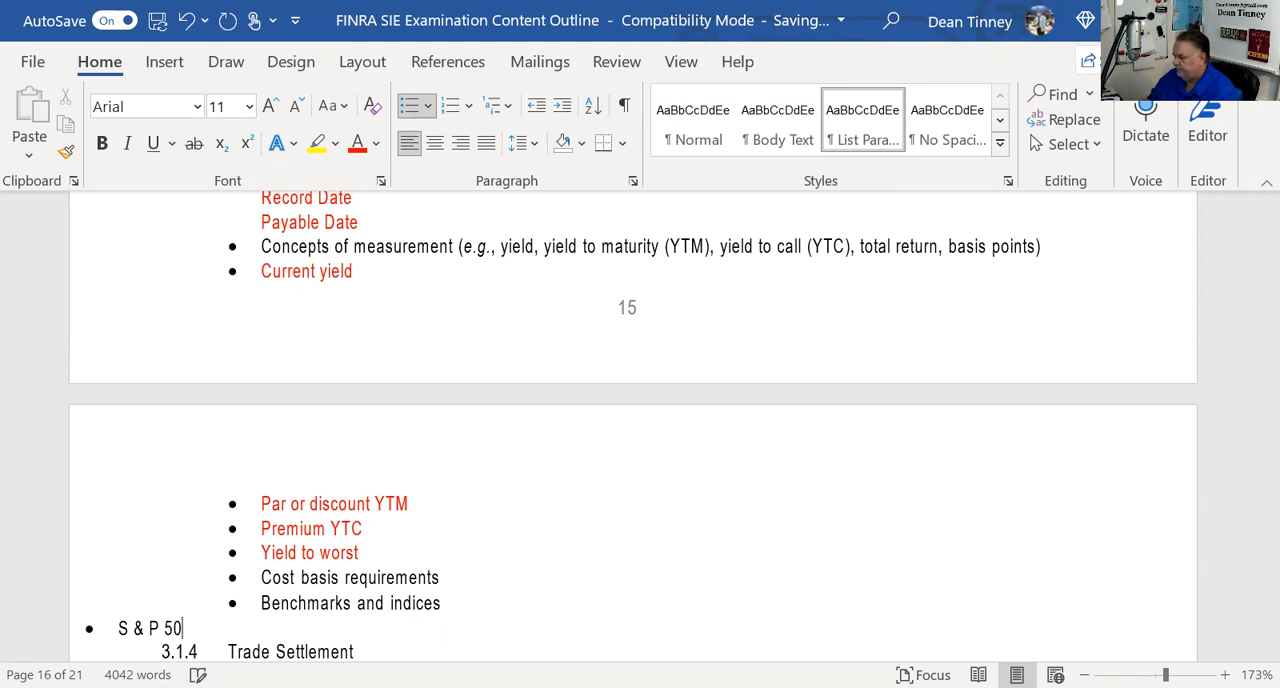 AutoSave On FINRA SIE Examination Content Outline - Compatibility Mode - Saving... Dean Tinney
Dean Tinney
File Home Insert Draw Design Layout References Mailings Review View Help
Paste
Arial 11 Aa
AaBbCcDdEe AaBbCcDdEe AaBbCcDdEe AaBbCcDdEe
¶ Normal ¶ Body Text ¶ List Para... ¶ No Spaci...
Find
Replace
Select
Dictate
Editor
Clipboard Font Paragraph Styles Editing Voice Editor
Record Date
Payable Date
• Concepts of measurement (e.g., yield, yield to maturity (YTM), yield to call (YTC), total return, basis points)
• Current yield
15
• Par or discount YTM
• Premium YTC
• Yield to worst
• Cost basis requirements
• Benchmarks and indices
• S & P 50
3.1.4 Trade Settlement
Page 16 of 21 4042 words Focus 173%